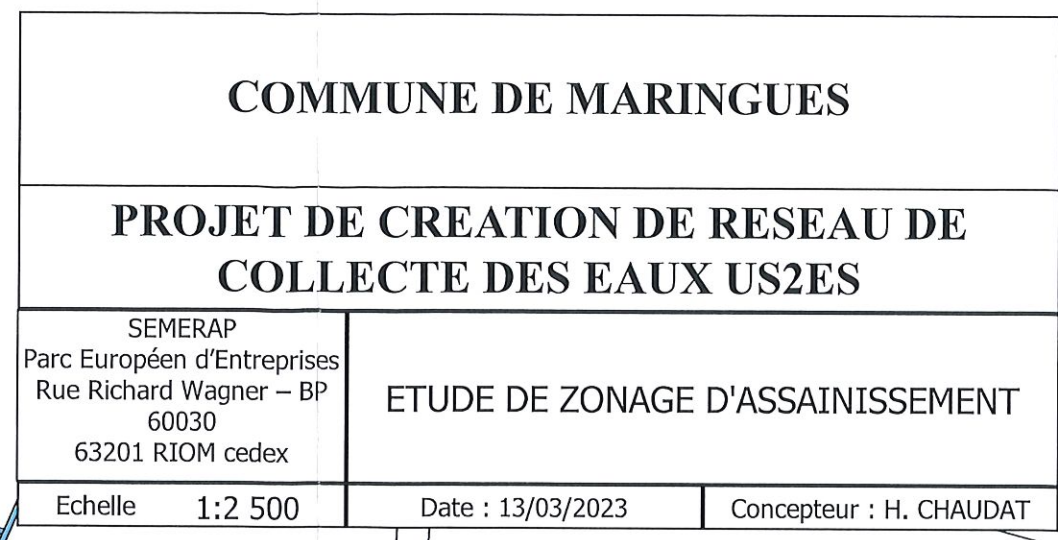 COMMUNE DE MARINGUES
PROJET DE CREATION DE RESEAU DE
COLLECTE DES EAUX US2ES
SEMERAP
Parc Européen d'Entreprises
Rue Richard Wagner – BP
60030
63201 RIOM cedex
ETUDE DE ZONAGE D'ASSAINISSEMENT
Echelle 1:2 500
Date : 13/03/2023
Concepteur : H. CHAUDAT